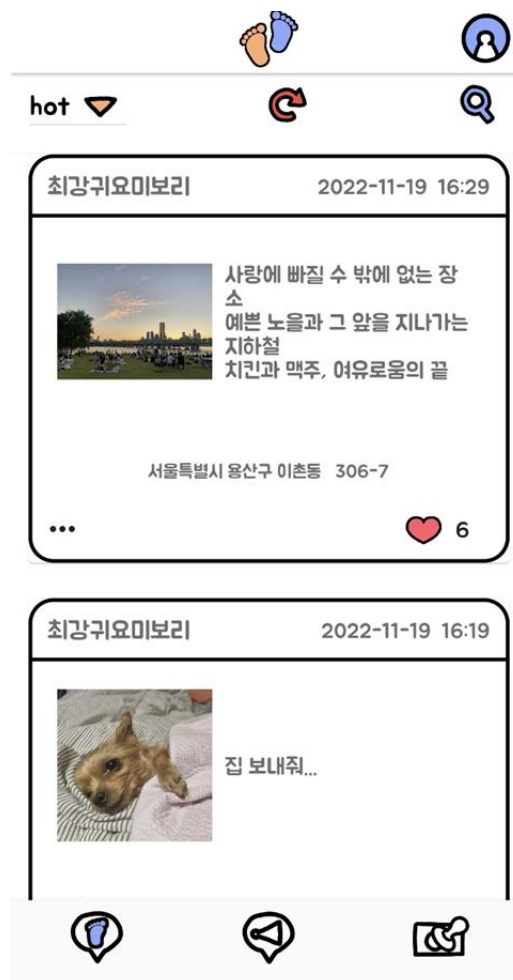 hot
최강귀요미보리 2022-11-19 16:29
사랑에 빠질 수 밖에 없는 장
소
예쁜 노을과 그 앞을 지나가는
지하철
치킨과 맥주, 여유로움의 끝
서울특별시 용산구 이촌동 306-7
... 6
최강귀요미보리 2022-11-19 16:19
집 보내줘...